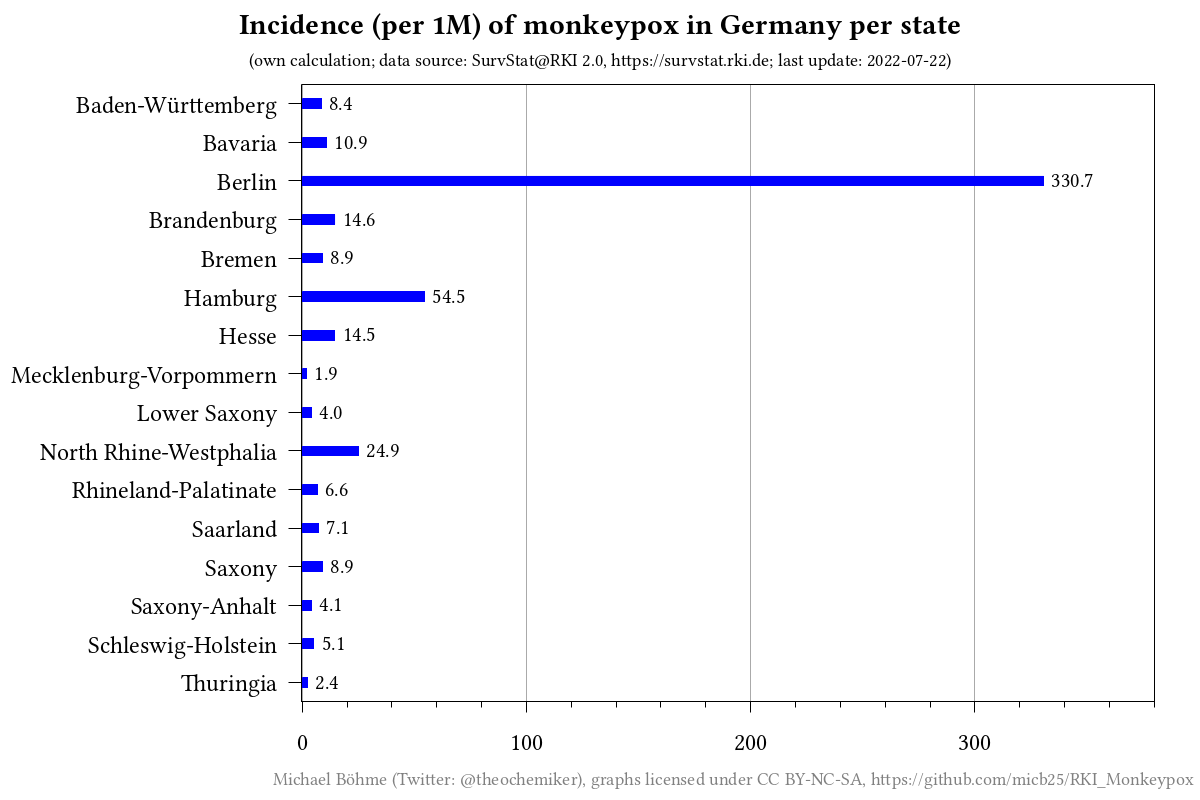 Incidence (per 1M) of monkeypox in Germany per state
(own calculation; data source: SurvStat@RKI 2.0, https://survstat.rki.de; last update: 2022-07-22)
Baden-Württemberg 8.4
Bavaria 10.9
Berlin 330.7
Brandenburg 14.6
Bremen 8.9
Hamburg 54.5
Hesse 14.5
Mecklenburg-Vorpommern 1.9
Lower Saxony 4.0
North Rhine-Westphalia 24.9
Rhineland-Palatinate 6.6
Saarland 7.1
Saxony 8.9
Saxony-Anhalt 4.1
Schleswig-Holstein 5.1
Thuringia 2.4
0 100 200 300
Michael Böhme (Twitter: @theochemiker), graphs licensed under CC BY-NC-SA, https://github.com/micb25/RKI_Monkeypox